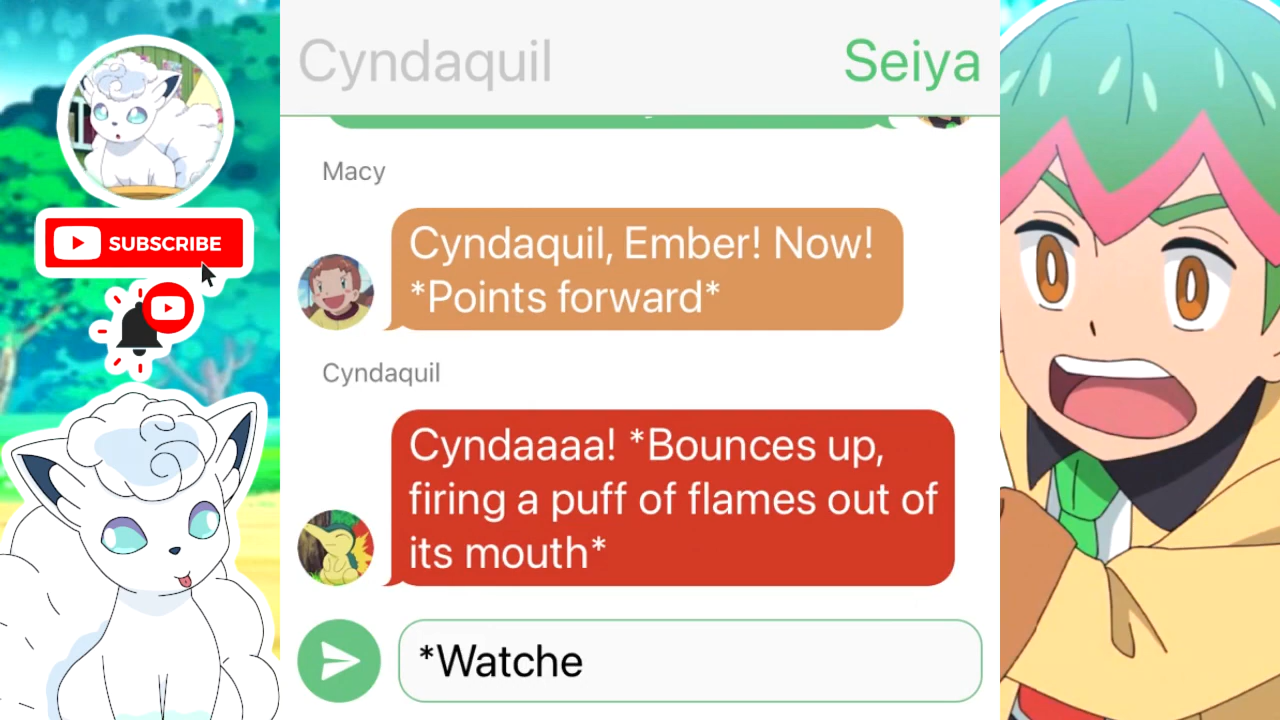 Cyndaquil
Seiya
SUBSCRIBE
Macy
Cyndaquil, Ember! Now!
*Points forward*
Cyndaquil
Cyndaaaa! *Bounces up,
firing a puff of flames out of
its mouth*
*Watche